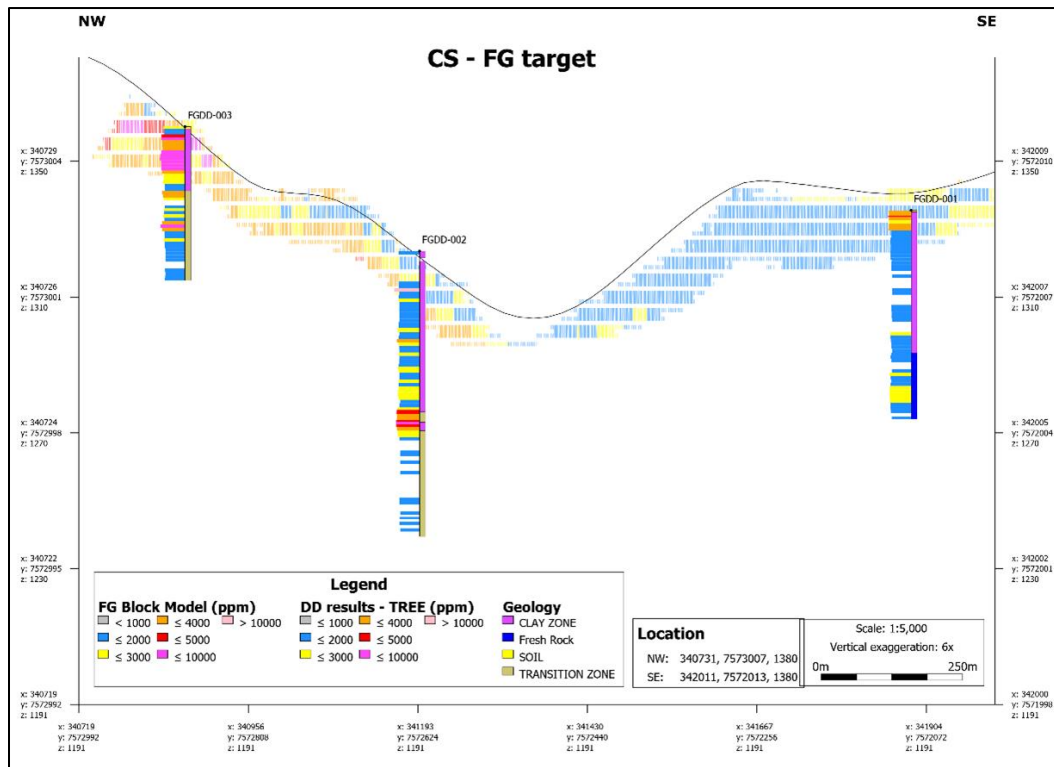 NW
SE
CS - FG target
FGDD-003
x: 340729
y: 7573004
z: 1350
x: 342009
y: 7572010
z: 1350
FGDD-001
FGDD-002
x: 340726
y: 7573001
z: 1310
x: 342007
y: 7572007
z: 1310
x: 340724
y: 7572998
z: 1270
x: 342005
y: 7572004
z: 1270
x: 340722
y: 7572995
z: 1230
x: 342002
y: 7572001
z: 1230
Legend
FG Block Model (ppm)
< 1000
≤ 4000
> 10000
≤ 2000
≤ 5000
≤ 3000
≤ 10000
DD results - TREE (ppm)
≤ 1000
≤ 4000
> 10000
≤ 2000
≤ 5000
≤ 3000
≤ 10000
Geology
CLAY ZONE
Fresh Rock
SOIL
TRANSITION ZONE
Location
NW: 340731, 7573007, 1380
SE: 342011, 7572013, 1380
Scale: 1:5,000
Vertical exaggeration: 6x
0m 250m
x: 340719
y: 7572992
z: 1191
x: 342000
y: 7571998
z: 1191
x: 340719
y: 7572992
z: 1191
x: 340956
y: 7572808
z: 1191
x: 341193
y: 7572624
z: 1191
x: 341430
y: 7572440
z: 1191
x: 341667
y: 7572256
z: 1191
x: 341904
y: 7572072
z: 1191